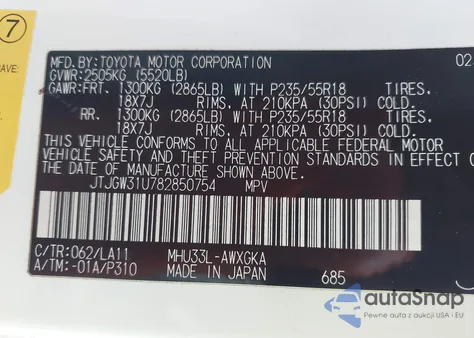 7
AVE:
MFD.BY:TOYOTA MOTOR CORPORATION 02
GVWR:2505KG (5520LB)
GAWR:FRT. 1300KG (2865LB) WITH P235/55R18 TIRES.
18X7J RIMS, AT 210KPA (30PSI) COLD.
RR. 1300KG (2865LB) WITH P235/55R18 TIRES.
18X7J RIMS, AT 210KPA (30PSI) COLD.
THIS VEHICLE CONFORMS TO ALL APPLICABLE FEDERAL MOTOR
VEHICLE SAFETY AND THEFT PREVENTION STANDARDS IN EFFECT O
THE DATE OF MANUFACTURE SHOWN ABOVE.
JTJGW31U782850754 MPV
C/TR:062/LA11 MHU33L-AWXGKA
A/TM:-01A/P310 MADE IN JAPAN 685
autoSnap
Pewne auta z aukcji USA i EU